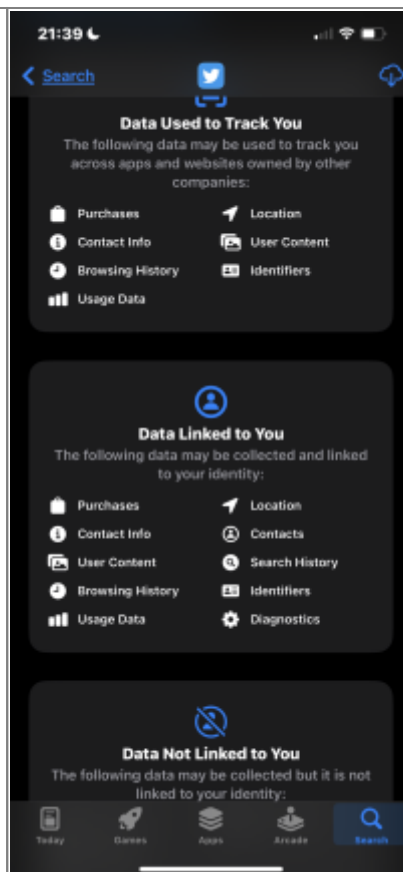 21:39
Search
Data Used to Track You
The following data may be used to track you
across apps and websites owned by other
companies:
Purchases
Location
Contact Info
User Content
Browsing History
Identifiers
Usage Data
Data Linked to You
The following data may be collected and linked
to your identity:
Purchases
Location
Contact Info
Contacts
User Content
Search History
Browsing History
Identifiers
Usage Data
Diagnostics
Data Not Linked to You
The following data may be collected but it is not
linked to your identity:
Today
Games
Apps
Arcade
Search